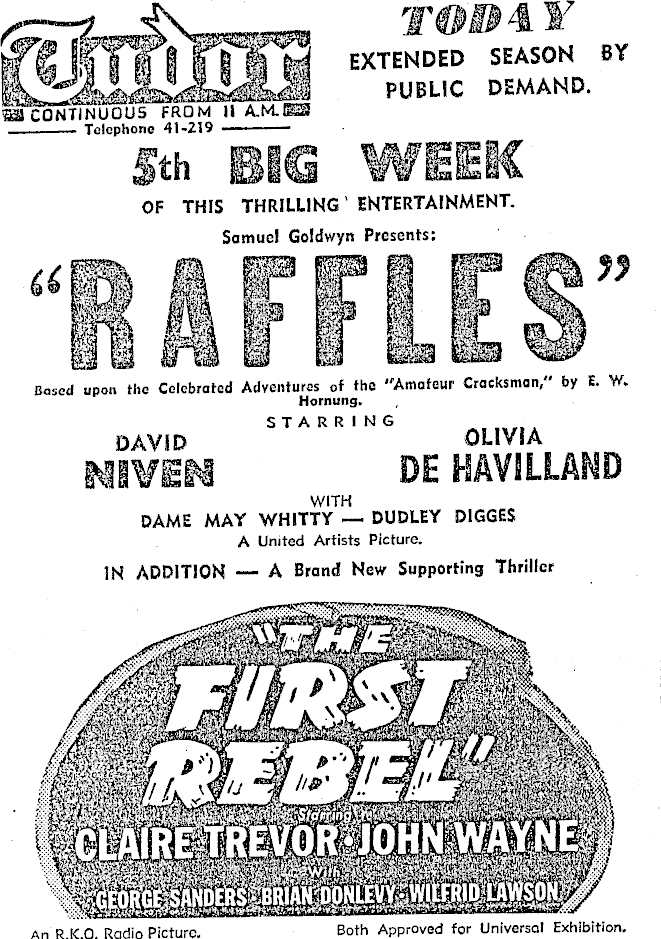 Tudor
CONTINUOUS FROM 11 A.M.
Telephone 41-219
TODAY
EXTENDED SEASON BY
PUBLIC DEMAND.
5th BIG WEEK
OF THIS THRILLING ENTERTAINMENT.
Samuel Goldwyn Presents:
“RAFFLES”
Based upon the Celebrated Adventures of the "Amateur Cracksman," by E. W.
Hornung.
STARRING
DAVID
NIVEN
OLIVIA
DE HAVILLAND
WITH
DAME MAY WHITTY — DUDLEY DIGGES
A United Artists Picture.
IN ADDITION — A Brand New Supporting Thriller
"THE
FIRST
REBEL"
Starring
CLAIRE TREVOR · JOHN WAYNE
With
GEORGE SANDERS · BRIAN DONLEVY · WILFRID LAWSON
An R.K.O. Radio Picture.
Both Approved for Universal Exhibition.